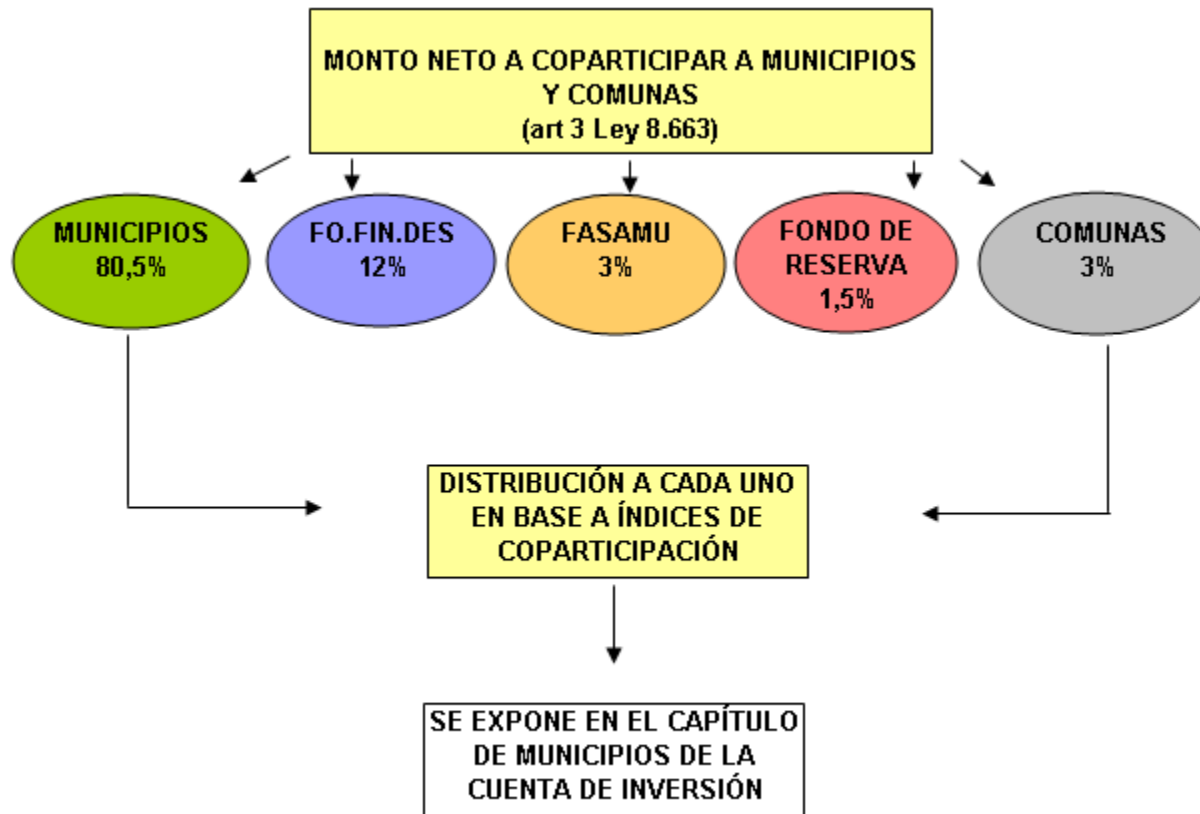 MONTO NETO A COPARTICIPAR A MUNICIPIOS
Y COMUNAS
(art 3 Ley 8.663)
MUNICIPIOS
80,5%
FO.FIN.DES
12%
FASAMU
3%
FONDO DE
RESERVA
1,5%
COMUNAS
3%
DISTRIBUCIÓN A CADA UNO
EN BASE A ÍNDICES DE
COPARTICIPACIÓN
SE EXPONE EN EL CAPÍTULO
DE MUNICIPIOS DE LA
CUENTA DE INVERSIÓN